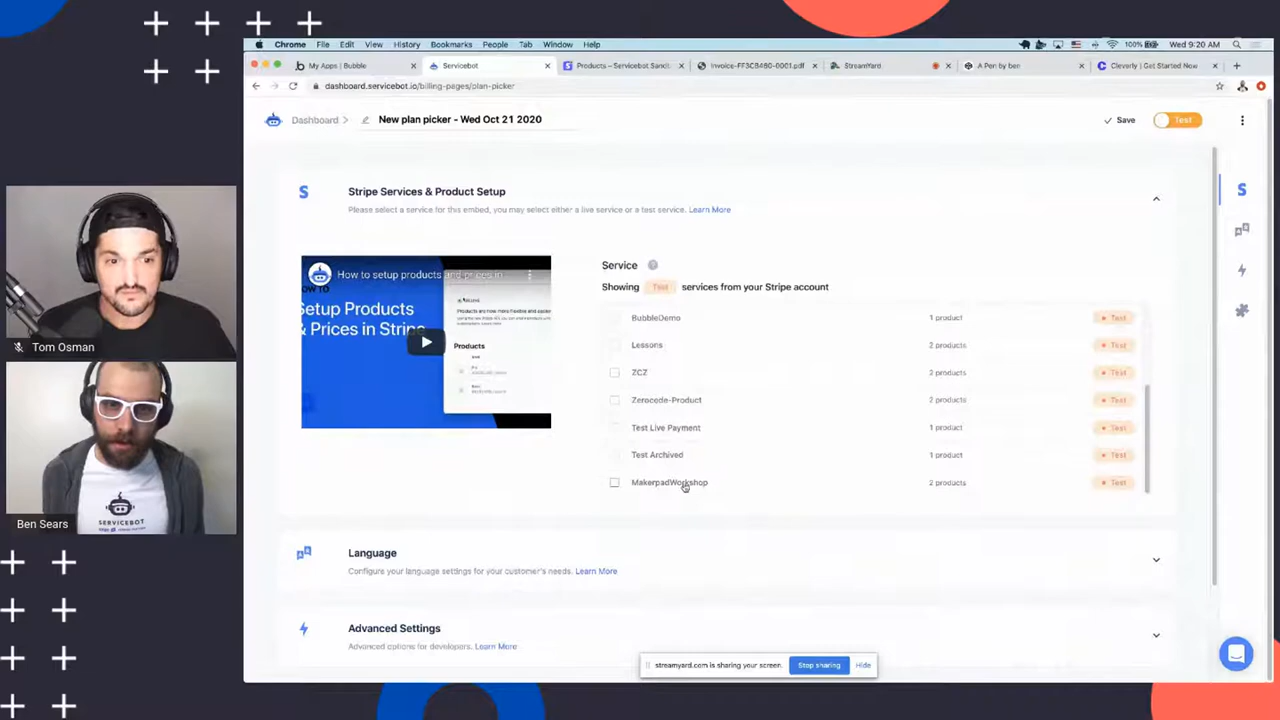 Chrome File Edit View History Bookmarks People Tab Window Help
100% Wed 9:20 AM
My Apps | Bubble
Servicebot
Products – Servicebot
Invoice-FF3CB460-0001.pdf
StreamYard
A Pen by ben
Cleverly | Get Started Now
dashboard.servicebot.io/billing-pages/plan-picker
Dashboard
New plan picker - Wed Oct 21 2020
Save
Test
Stripe Services & Product Setup
Please select a service for this embed, you may select either a live service or a test service. Learn More
How to setup products and prices in
Setup Products
& Prices in Stripe
Products
Service
Showing Test services from your Stripe account
BubbleDemo 1 product Test
Lessons 2 products Test
ZCZ 2 products Test
Zerocode-Product 2 products Test
Test Live Payment 1 product Test
Test Archived 1 product Test
MakerpadWorkshop 2 products Test
Language
Configure your language settings for your customer's needs. Learn More
Advanced Settings
Advanced options for developers. Learn More
streamyard.com is sharing your screen.
Stop sharing
Hide
Tom Osman
SERVICEBOT
Ben Sears